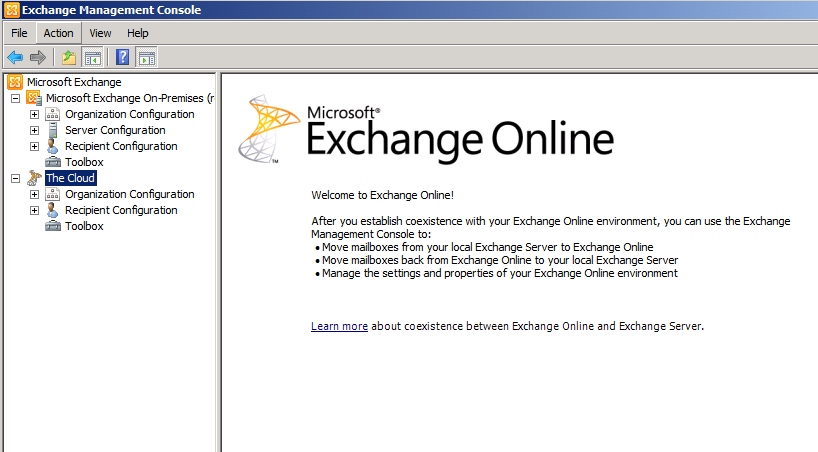 Exchange Management Console
File Action View Help
Microsoft Exchange
Microsoft Exchange On-Premises (r
Organization Configuration
Server Configuration
Recipient Configuration
Toolbox
The Cloud
Organization Configuration
Recipient Configuration
Toolbox
Microsoft®
Exchange Online
™
Welcome to Exchange Online!
After you establish coexistence with your Exchange Online environment, you can use the Exchange
Management Console to:
• Move mailboxes from your local Exchange Server to Exchange Online
• Move mailboxes back from Exchange Online to your local Exchange Server
• Manage the settings and properties of your Exchange Online environment
Learn more about coexistence between Exchange Online and Exchange Server.